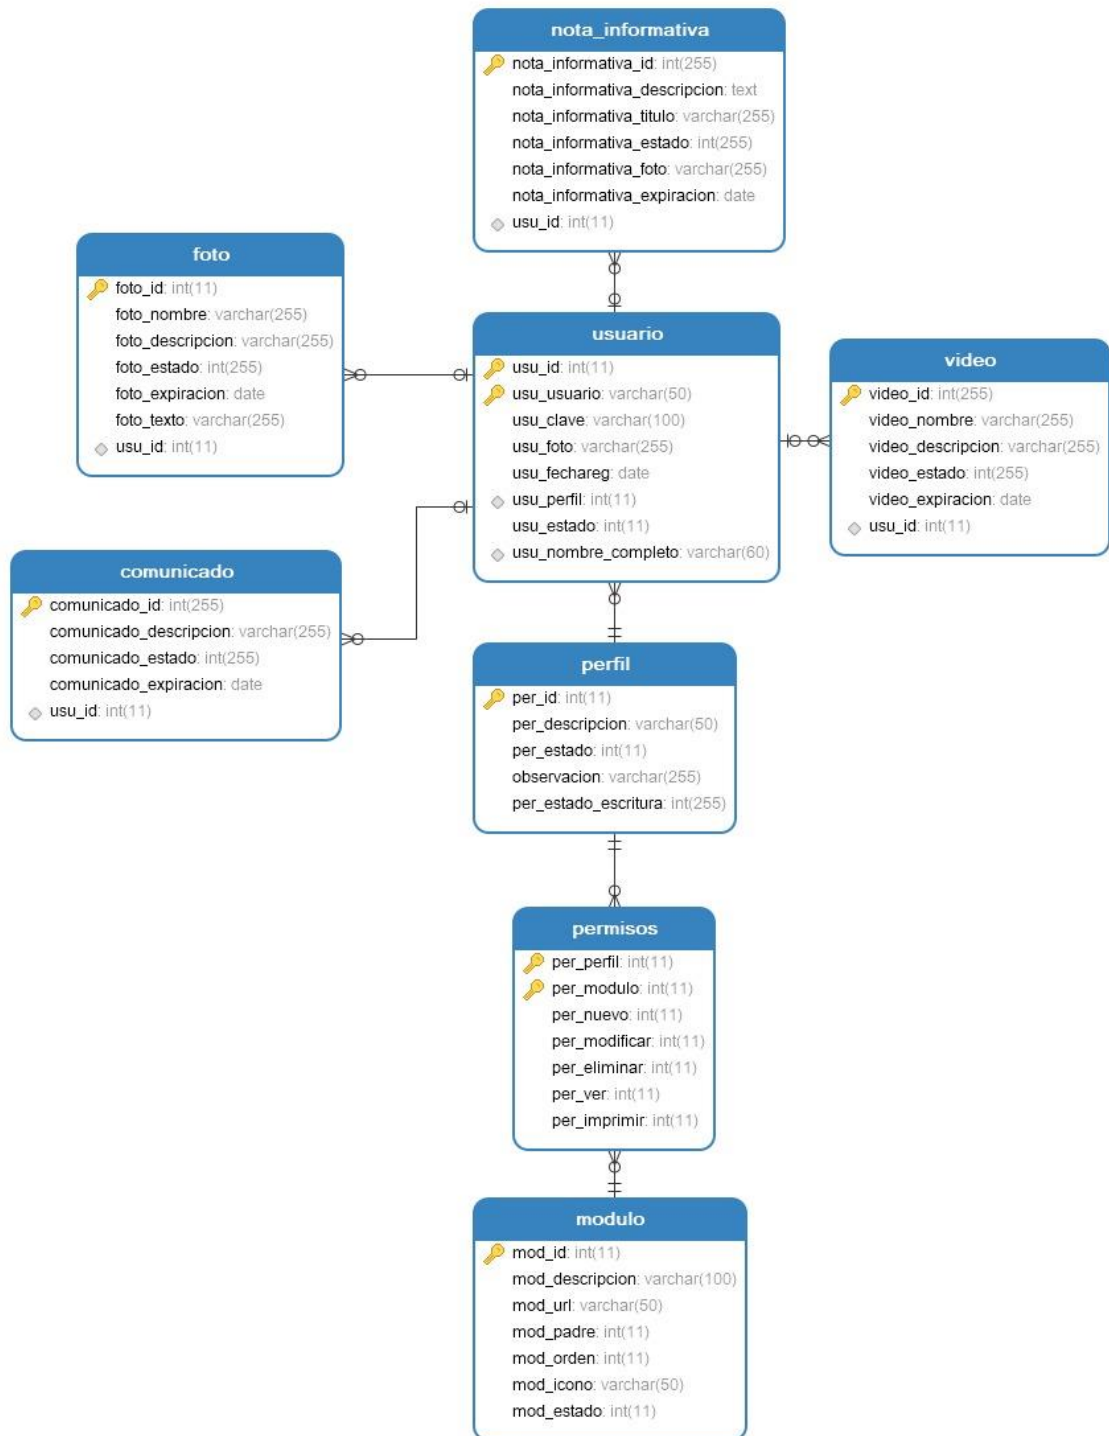 nota_informativa
nota_informativa_id: int(255)
nota_informativa_descripcion: text
nota_informativa_titulo: varchar(255)
nota_informativa_estado: int(255)
nota_informativa_foto: varchar(255)
nota_informativa_expiracion: date
usu_id: int(11)
foto
foto_id: int(11)
foto_nombre: varchar(255)
foto_descripcion: varchar(255)
foto_estado: int(255)
foto_expiracion: date
foto_texto: varchar(255)
usu_id: int(11)
usuario
usu_id: int(11)
usu_usuario: varchar(50)
usu_clave: varchar(100)
usu_foto: varchar(255)
usu_fechareg: date
usu_perfil: int(11)
usu_estado: int(11)
usu_nombre_completo: varchar(60)
video
video_id: int(255)
video_nombre: varchar(255)
video_descripcion: varchar(255)
video_estado: int(255)
video_expiracion: date
usu_id: int(11)
comunicado
comunicado_id: int(255)
comunicado_descripcion: varchar(255)
comunicado_estado: int(255)
comunicado_expiracion: date
usu_id: int(11)
perfil
per_id: int(11)
per_descripcion: varchar(50)
per_estado: int(11)
observacion: varchar(255)
per_estado_escritura: int(255)
permisos
per_perfil: int(11)
per_modulo: int(11)
per_nuevo: int(11)
per_modificar: int(11)
per_eliminar: int(11)
per_ver: int(11)
per_imprimir: int(11)
modulo
mod_id: int(11)
mod_descripcion: varchar(100)
mod_url: varchar(50)
mod_padre: int(11)
mod_orden: int(11)
mod_icono: varchar(50)
mod_estado: int(11)